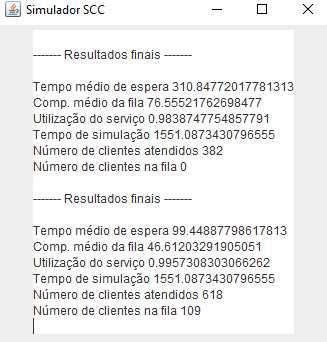 Simulador SCC
------- Resultados finais -------
Tempo médio de espera 310.84772017781313
Comp. médio da fila 76.55521762698477
Utilização do serviço 0.9838747754857791
Tempo de simulação 1551.0873430796555
Número de clientes atendidos 382
Número de clientes na fila 0
------- Resultados finais -------
Tempo médio de espera 99.44887798617813
Comp. médio da fila 46.61203291905051
Utilização do serviço 0.9957308303066262
Tempo de simulação 1551.0873430796555
Número de clientes atendidos 618
Número de clientes na fila 109